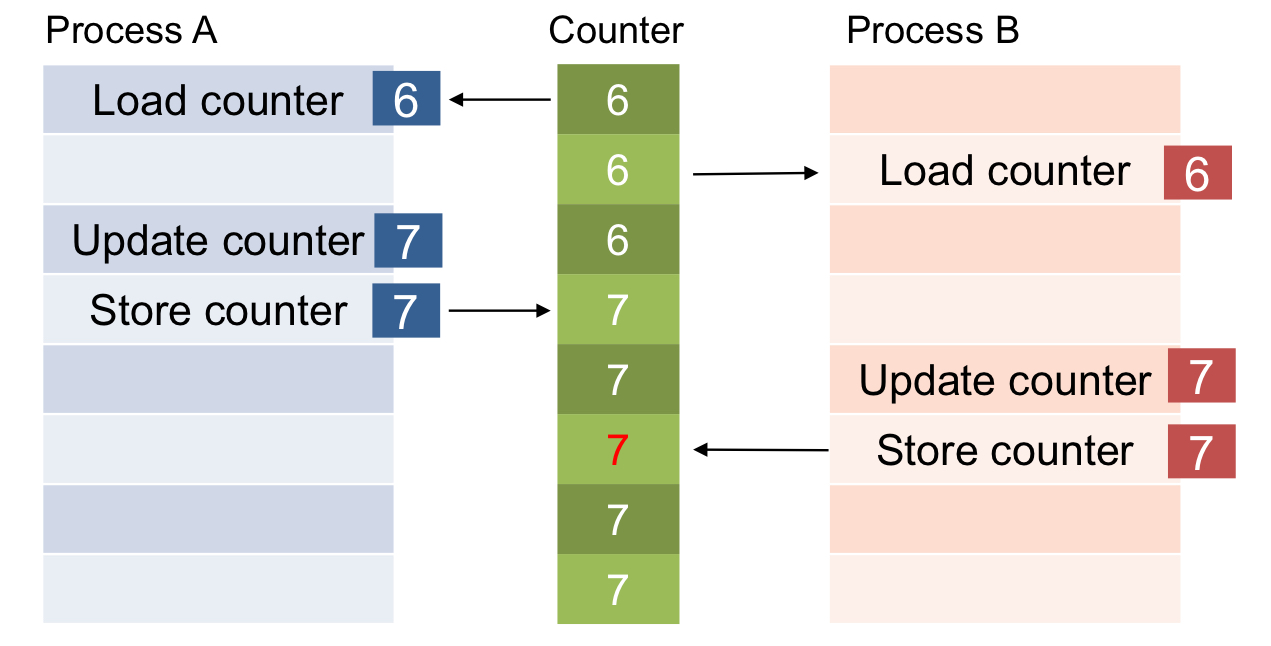 Process A Counter Process B
Load counter 6 6
6 Load counter 6
Update counter 7 6
Store counter 7 7
7 Update counter 7
7 Store counter 7
7
7